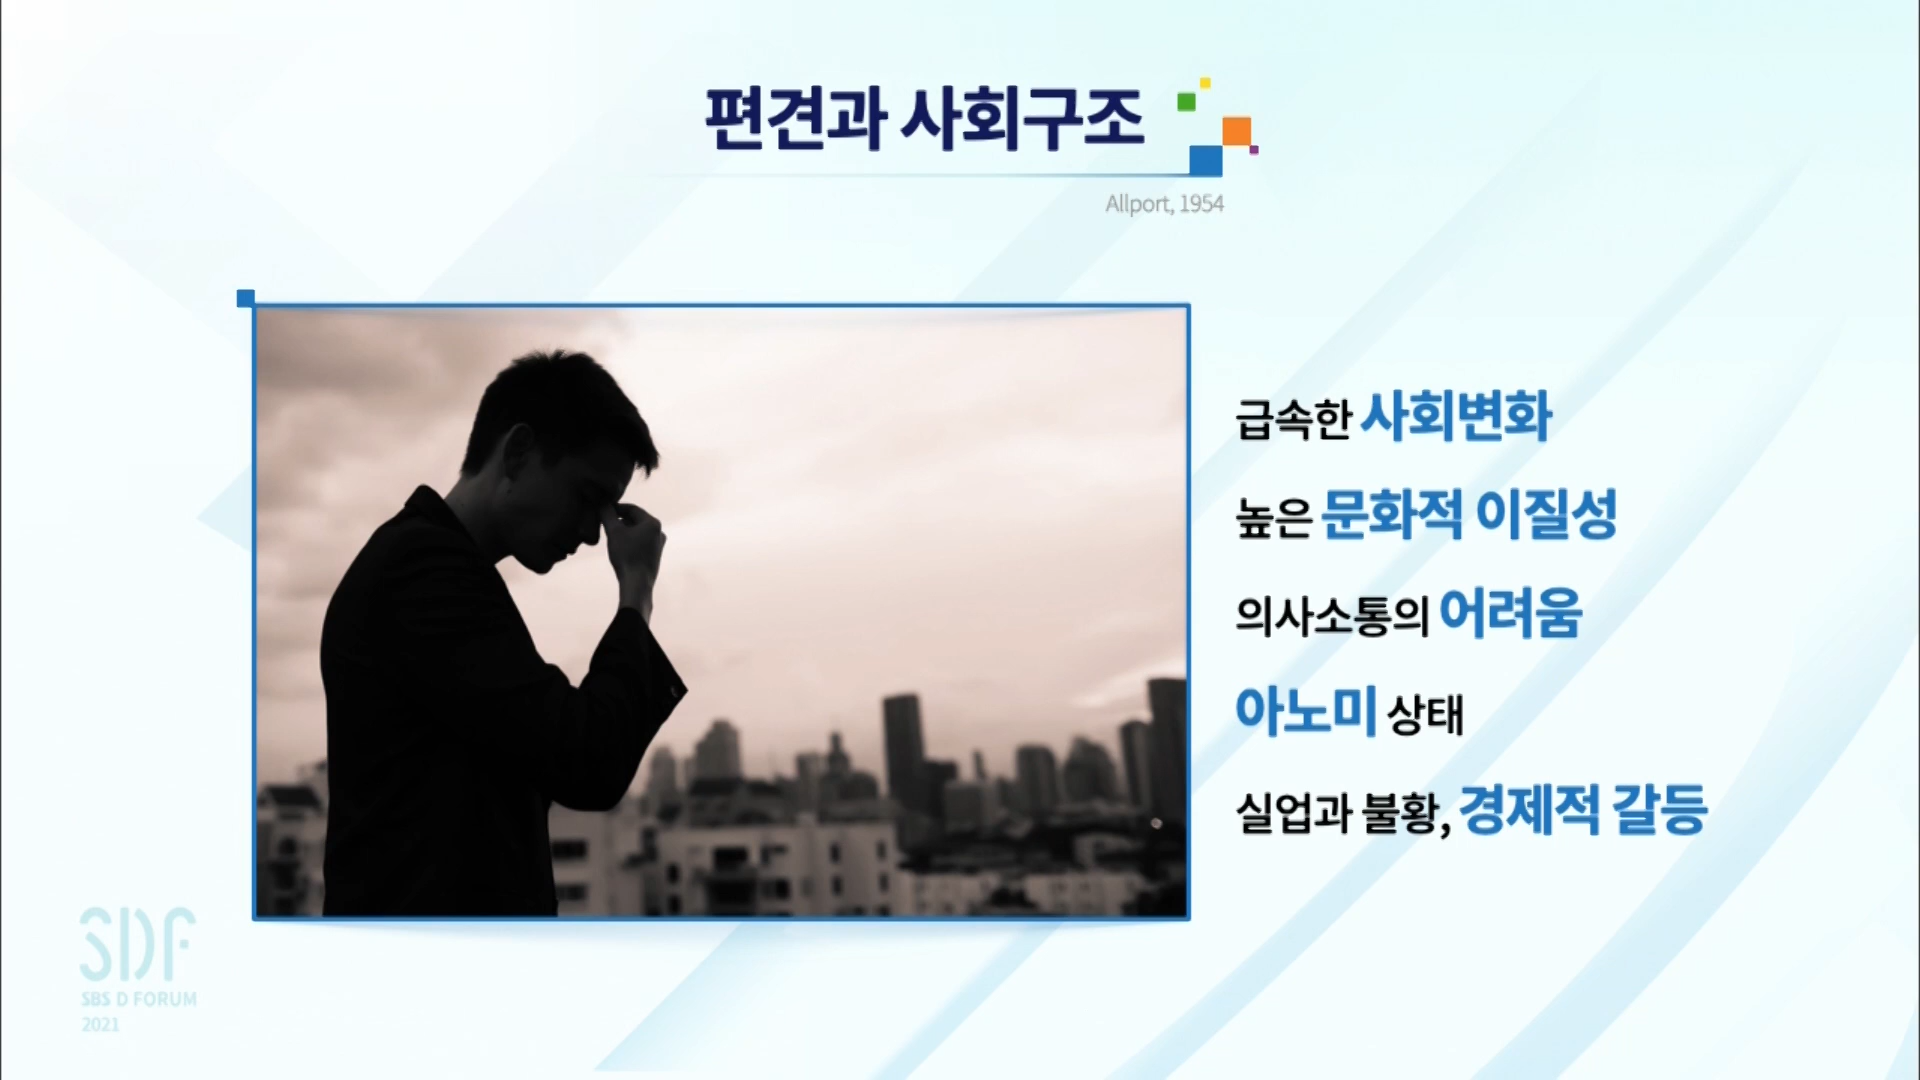 편견과 사회구조
Allport, 1954
급속한 사회변화
높은 문화적 이질성
의사소통의 어려움
아노미 상태
실업과 불황, 경제적 갈등
SDF
SBS D FORUM
2021